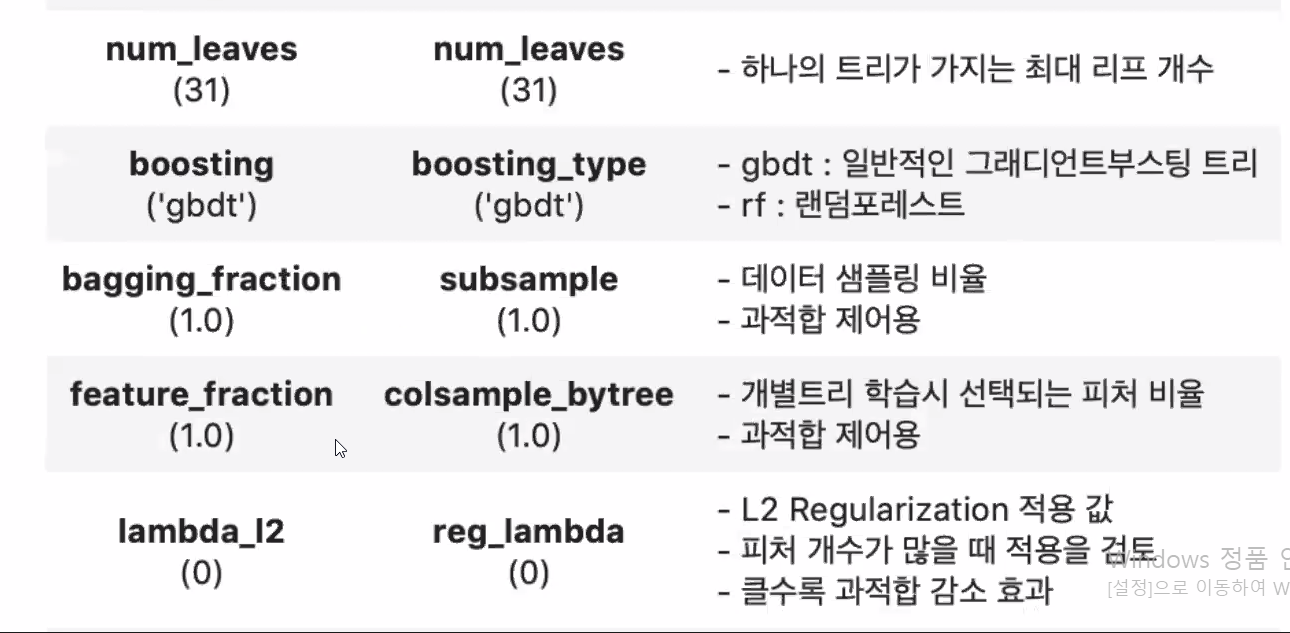 num_leaves
(31)
num_leaves
(31)
- 하나의 트리가 가지는 최대 리프 개수
boosting
('gbdt')
boosting_type
('gbdt')
- gbdt : 일반적인 그래디언트부스팅 트리
- rf : 랜덤포레스트
bagging_fraction
(1.0)
subsample
(1.0)
- 데이터 샘플링 비율
- 과적합 제어용
feature_fraction
(1.0)
colsample_bytree
(1.0)
- 개별트리 학습시 선택되는 피처 비율
- 과적합 제어용
lambda_l2
(0)
reg_lambda
(0)
- L2 Regularization 적용 값
- 피처 개수가 많을 때 적용을 검토
- 클수록 과적합 감소 효과
Windows 정품
[설정]으로 이동하여 W